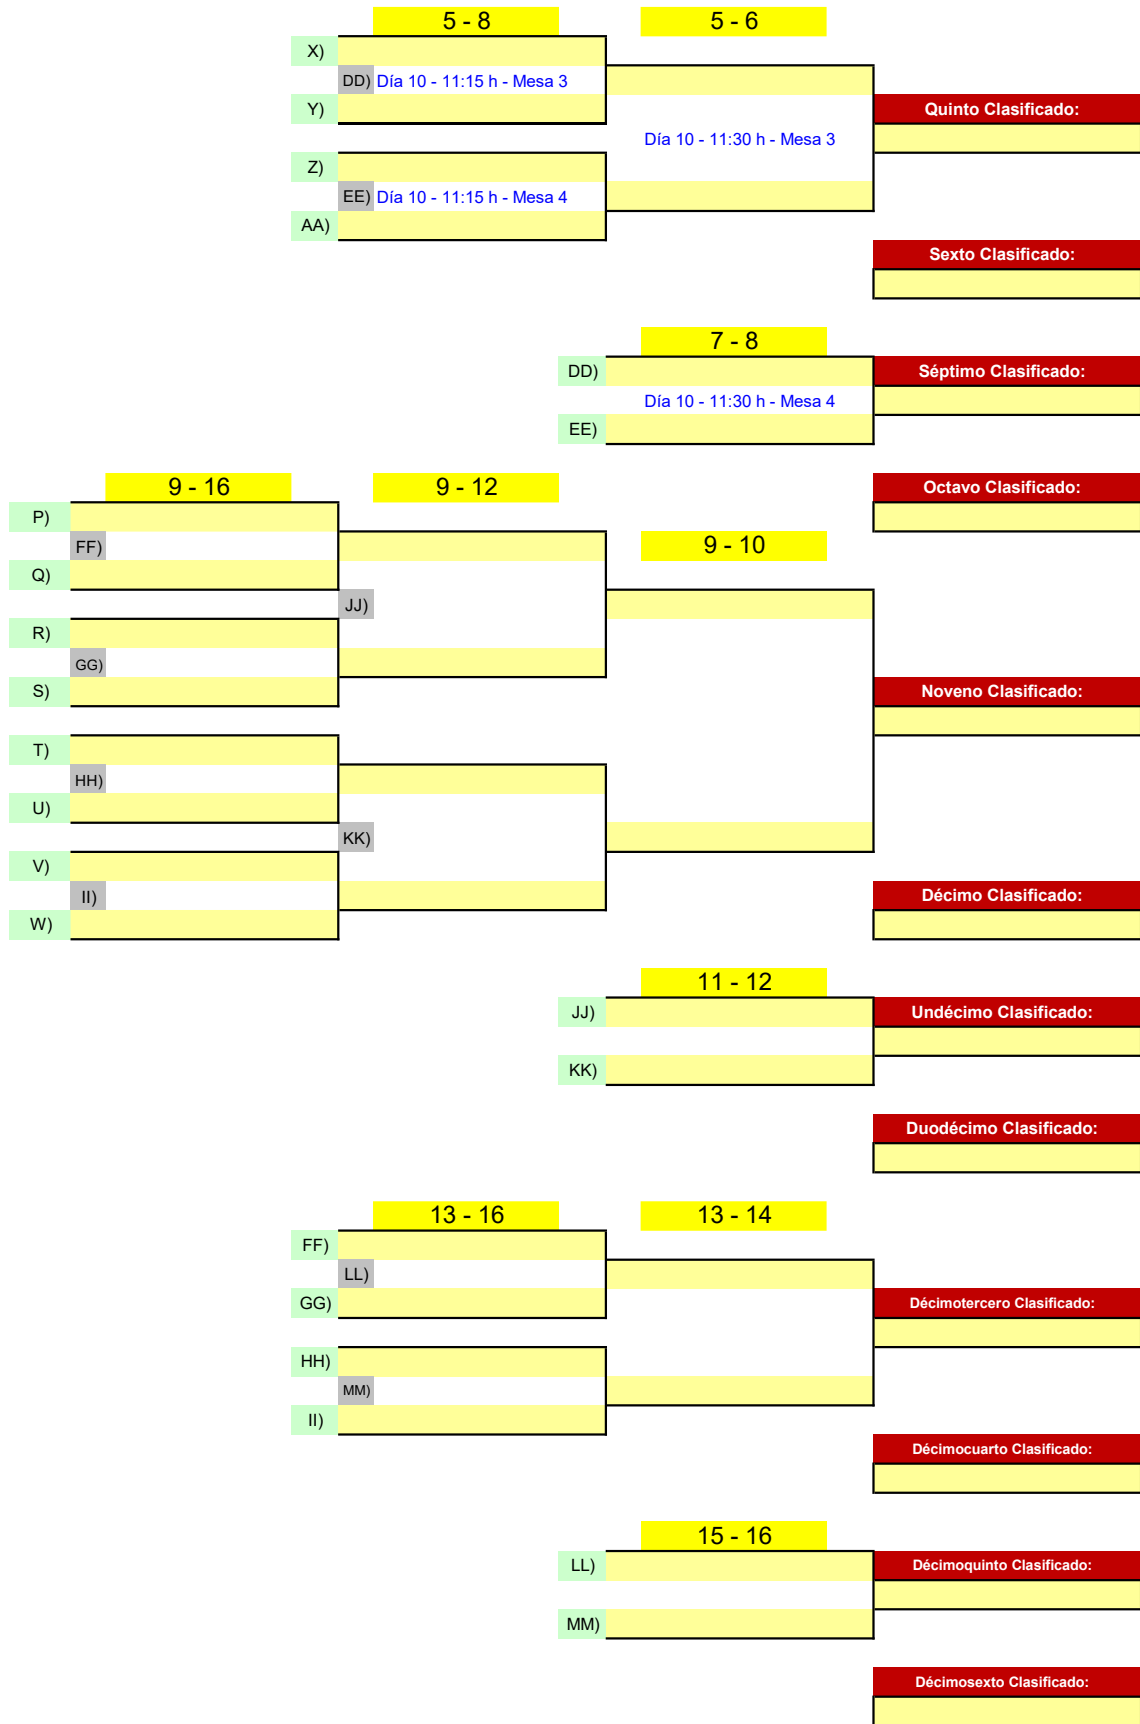 5 - 8
5 - 6
X)
DD) Día 10 - 11:15 h - Mesa 3
Y)
Quinto Clasificado:
Día 10 - 11:30 h - Mesa 3
Z)
EE) Día 10 - 11:15 h - Mesa 4
AA)
Sexto Clasificado:
7 - 8
DD)
Séptimo Clasificado:
Día 10 - 11:30 h - Mesa 4
EE)
9 - 16
9 - 12
Octavo Clasificado:
P)
FF)
9 - 10
Q)
JJ)
R)
GG)
S)
Noveno Clasificado:
T)
HH)
U)
KK)
V)
II)
Décimo Clasificado:
W)
11 - 12
JJ)
Undécimo Clasificado:
KK)
Duodécimo Clasificado:
13 - 16
13 - 14
FF)
LL)
GG)
Décimotercero Clasificado:
HH)
MM)
II)
Décimocuarto Clasificado:
15 - 16
LL)
Décimoquinto Clasificado:
MM)
Décimosexto Clasificado: